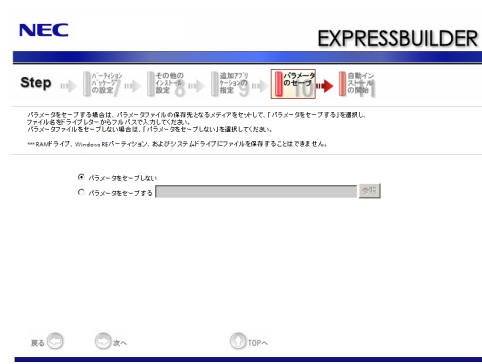 NEC
EXPRESSBUILDER
Step
パーティション/パッケージの設定 7
その他のインストール設定 8
追加アプリケーションの指定 9
パラメータのセーブ 10
自動インストールの開始 11
パラメータをセーブする場合は、パラメータファイルの保存先となるメディアをセットして、「パラメータをセーブする」を選択し、
ファイル名をドライブレターからフルパスで入力してください。
パラメータファイルをセーブしない場合は、「パラメータをセーブしない」を選択してください。
*** RAMドライブ、Windows REパーティション、およびシステムドライブにファイルを保存することはできません。
パラメータをセーブしない
パラメータをセーブする 参照
戻る 次へ TOPへ